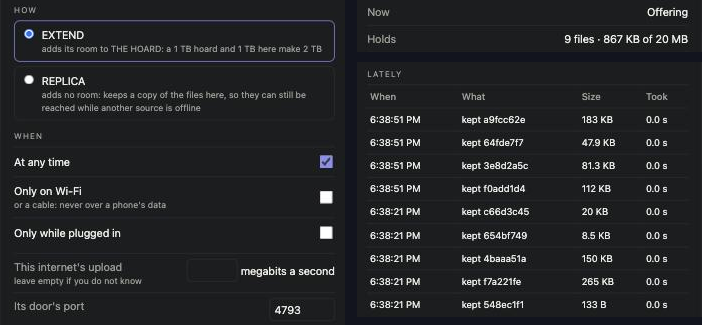 HOW
EXTEND
adds its room to THE HOARD: a 1 TB hoard and 1 TB here make 2 TB
REPLICA
adds no room: keeps a copy of the files here, so they can still be
reached while another source is offline
WHEN
At any time
Only on Wi-Fi
or a cable: never over a phone's data
Only while plugged in
This internet's upload
leave empty if you do not know
megabits a second
Its door's port
4793
Now Offering
Holds 9 files · 867 KB of 20 MB
LATELY
When What Size Took
6:38:51 PM kept a9fcc62e 183 KB 0.0 s
6:38:51 PM kept 64fde7f7 47.9 KB 0.0 s
6:38:51 PM kept 3e8d2a5c 81.3 KB 0.0 s
6:38:51 PM kept f0add1d4 112 KB 0.0 s
6:38:21 PM kept c66d3c45 20 KB 0.0 s
6:38:21 PM kept 654bf749 8.5 KB 0.0 s
6:38:21 PM kept 4baaa51a 150 KB 0.0 s
6:38:21 PM kept f7a221fe 265 KB 0.0 s
6:38:21 PM kept 548ec1f1 133 B 0.0 s